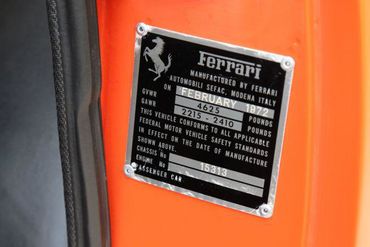 Ferrari
MANUFACTURED BY FERRARI
AUTOMOBILI SEFAC, MODENA ITALY
ON FEBRUARY 1972
GVWR 4625 POUNDS
GAWR 2215 - 2410 POUNDS
THIS VEHICLE CONFORMS TO ALL APPLICABLE
FEDERAL MOTOR VEHICLE SAFETY STANDARDS
IN EFFECT ON THE DATE OF MANUFACTURE
SHOWN ABOVE.
CHASSIS No
ENGINE No 15313
PASSENGER CAR